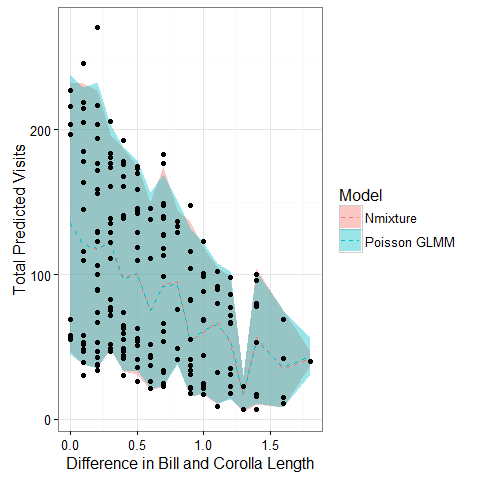 Total Predicted Visits
200
100
0
0.0 0.5 1.0 1.5
Difference in Bill and Corolla Length
Model
Nmixture
Poisson GLMM